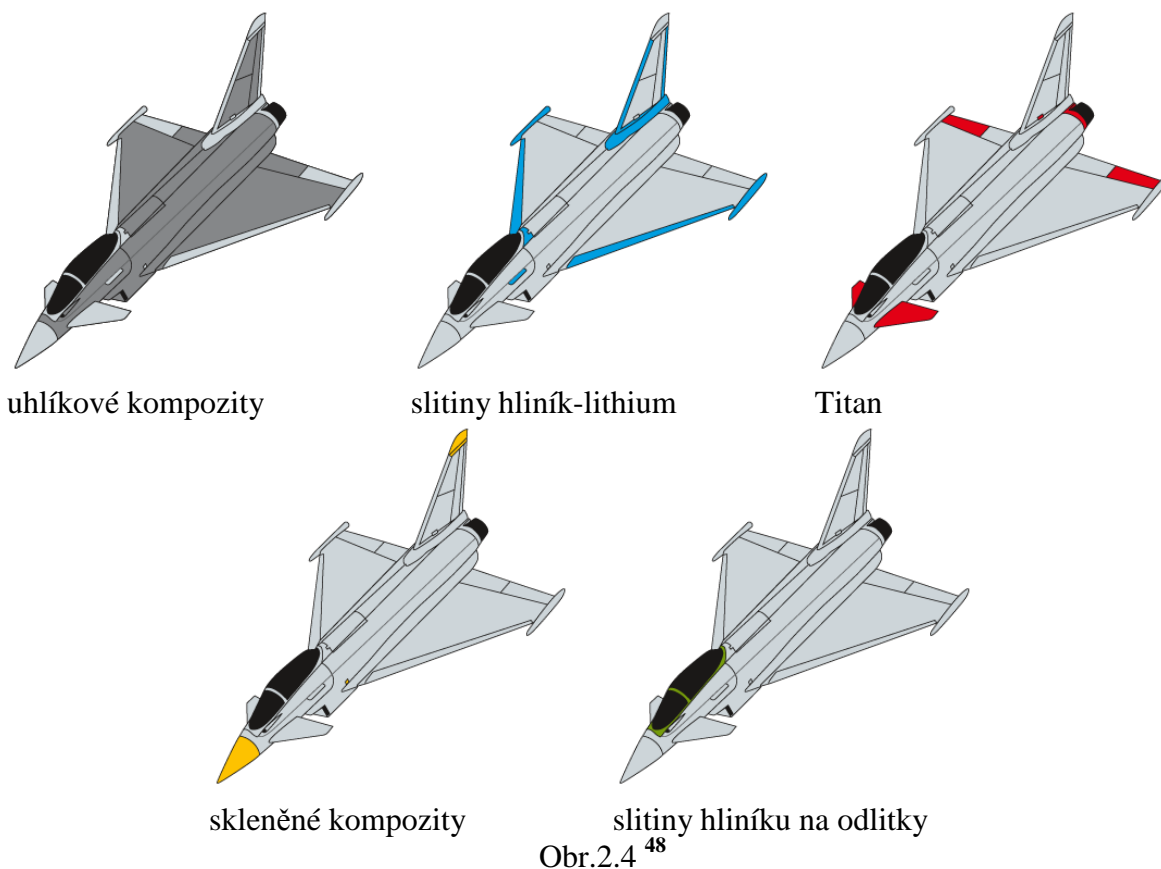 uhlíkové kompozity slitiny hliník-lithium Titan
skleněné kompozity slitiny hliníku na odlitky
Obr.2.4 48